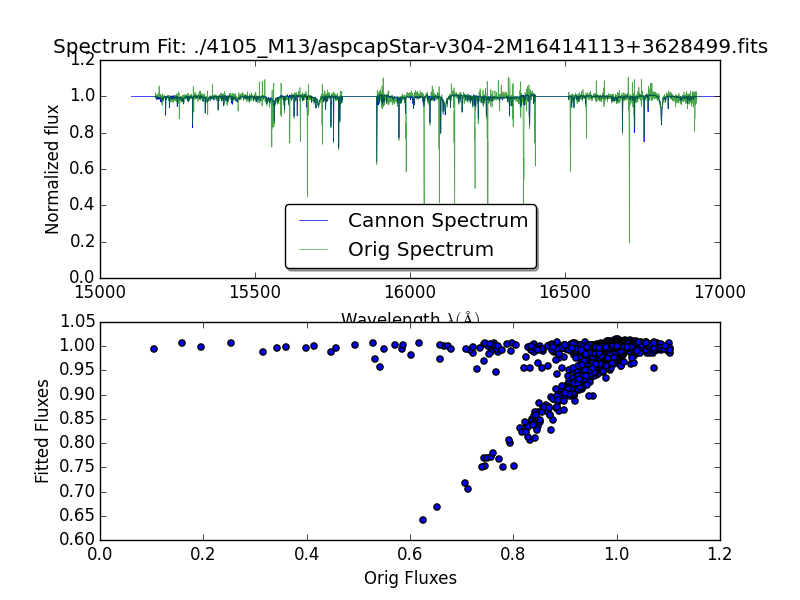 Spectrum Fit: ./4105_M13/aspcapStar-v304-2M16414113+3628499.fits
Normalized flux
1.2
1.0
0.8
0.6
0.4
0.2
0.0
Cannon Spectrum
Orig Spectrum
15000 15500 16000 16500 17000
Wavelength λ(Å)
Fitted Fluxes
1.05
1.00
0.95
0.90
0.85
0.80
0.75
0.70
0.65
0.60
0.0 0.2 0.4 0.6 0.8 1.0 1.2
Orig Fluxes